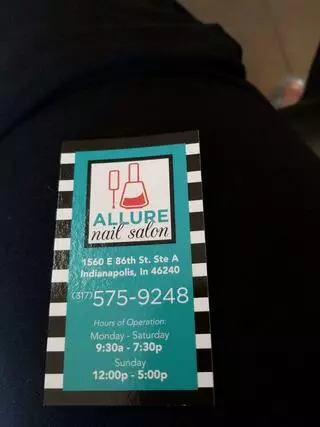 ALLURE
nail salon
1560 E 86th St. Ste A
Indianapolis, In 46240
(317)575-9248
Hours of Operation:
Monday - Saturday
9:30a - 7:30p
Sunday
12:00p - 5:00p